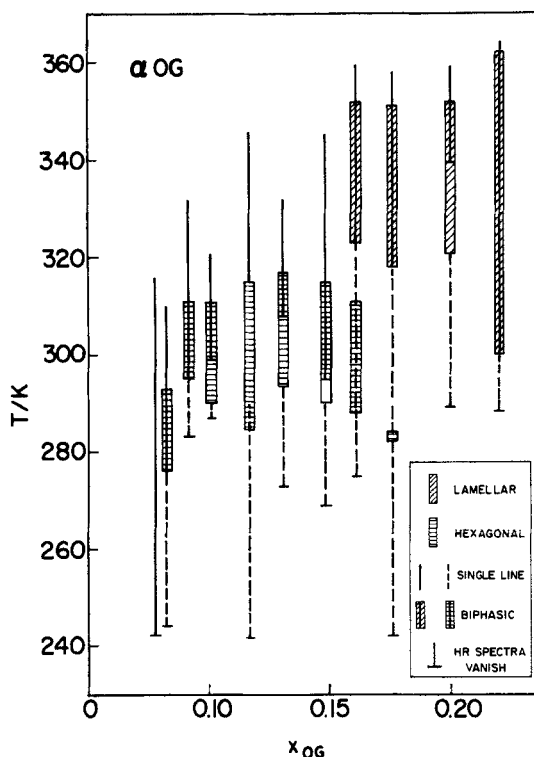 α OG
360
340
320
300
280
260
240
T/K
LAMELLAR
HEXAGONAL
SINGLE LINE
BIPHASIC
HR SPECTRA
VANISH
0 0.10 0.15 0.20
XOG